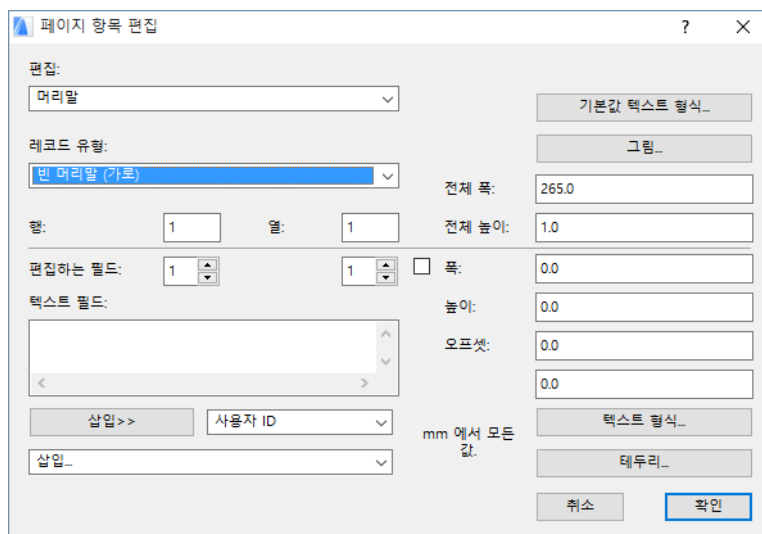 페이지 항목 편집
편집:
머리말
기본값 텍스트 형식...
레코드 유형:
그림...
빈 머리말 (가로)
전체 폭: 265.0
행: 1 열: 1 전체 높이: 1.0
편집하는 필드: 1 1 폭: 0.0
텍스트 필드:
높이: 0.0
오프셋: 0.0
0.0
삽입>> 사용자 ID
텍스트 형식...
mm 에서 모든
값.
삽입...
테두리...
취소 확인